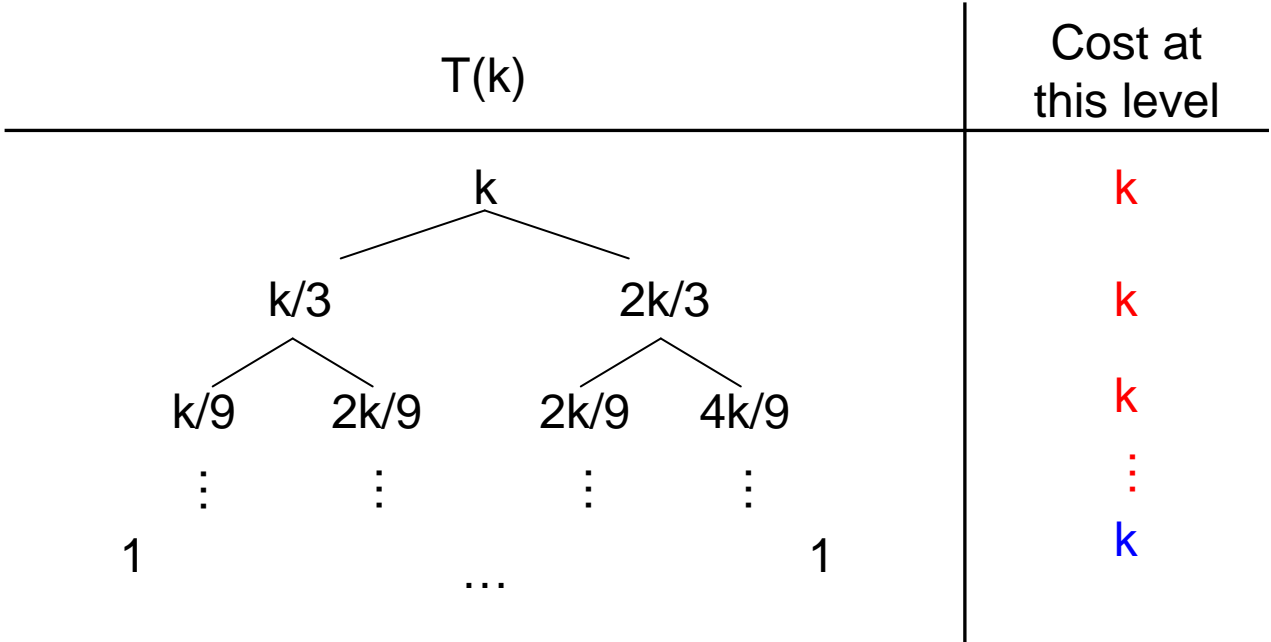 T(k)
Cost at
this level
k k
k/3 2k/3 k
k/9 2k/9 2k/9 4k/9 k
⋮ ⋮ ⋮ ⋮ ⋮
1 … 1 k